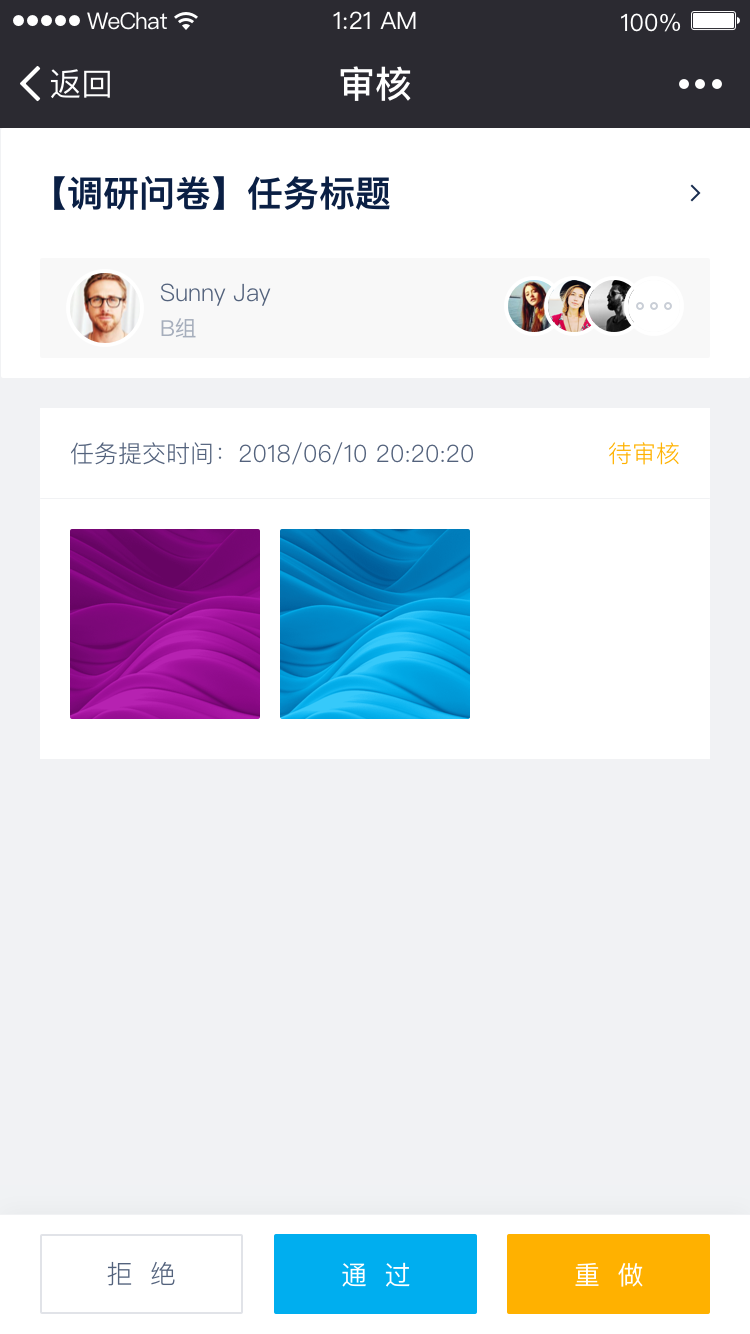 WeChat 1:21 AM 100%
返回 审核
【调研问卷】任务标题
Sunny Jay
B组
任务提交时间：2018/06/10 20:20:20 待审核
拒 绝 通 过 重 做